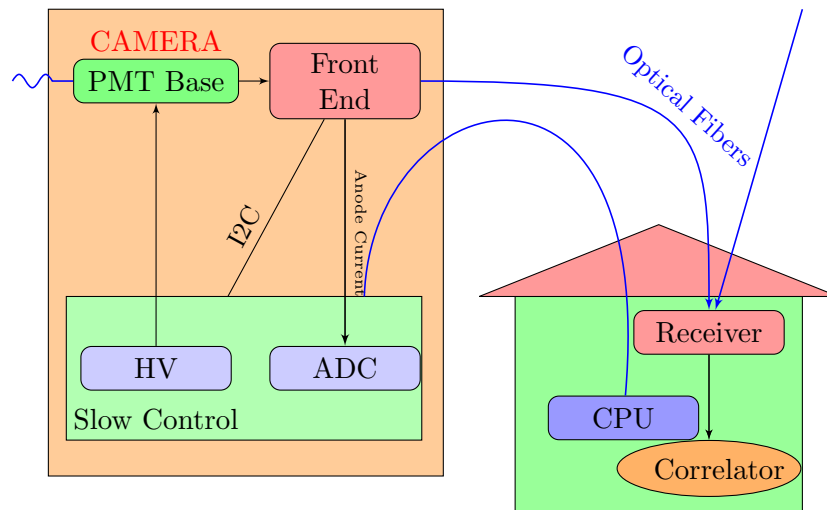 CAMERA
PMT Base
Front
End
Optical Fibers
I2C
Anode Current
HV
ADC
Slow Control
Receiver
CPU
Correlator